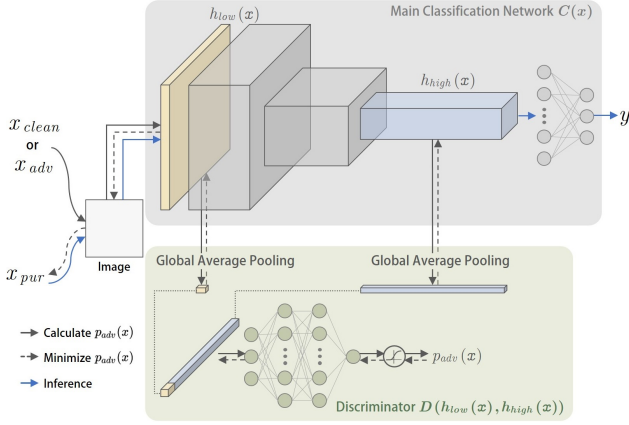 h_low(x)
Main Classification Network C(x)
h_high(x)
x_clean
or
x_adv
y
Image
x_pur
Global Average Pooling
Global Average Pooling
Calculate p_adv(x)
Minimize p_adv(x)
Inference
p_adv(x)
Discriminator D(h_low(x), h_high(x))